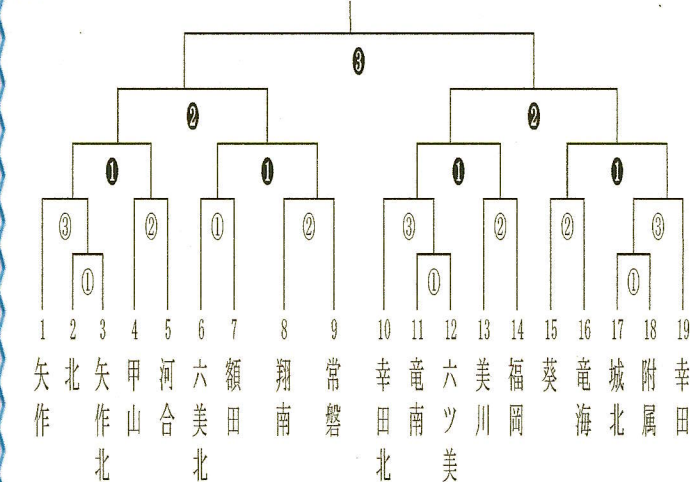 ❸
❷ ❷
❶ ❶ ❶ ❶
③ ② ① ② ③ ② ② ③
① ① ①
1 2 3 4 5 6 7 8 9 10 11 12 13 14 15 16 17 18 19
矢作
北
矢作北
甲山
河合
六美北
額田
翔南
常磐
幸田北
竜南
六ツ美
美川
福岡
葵
竜海
城北
附属
幸田